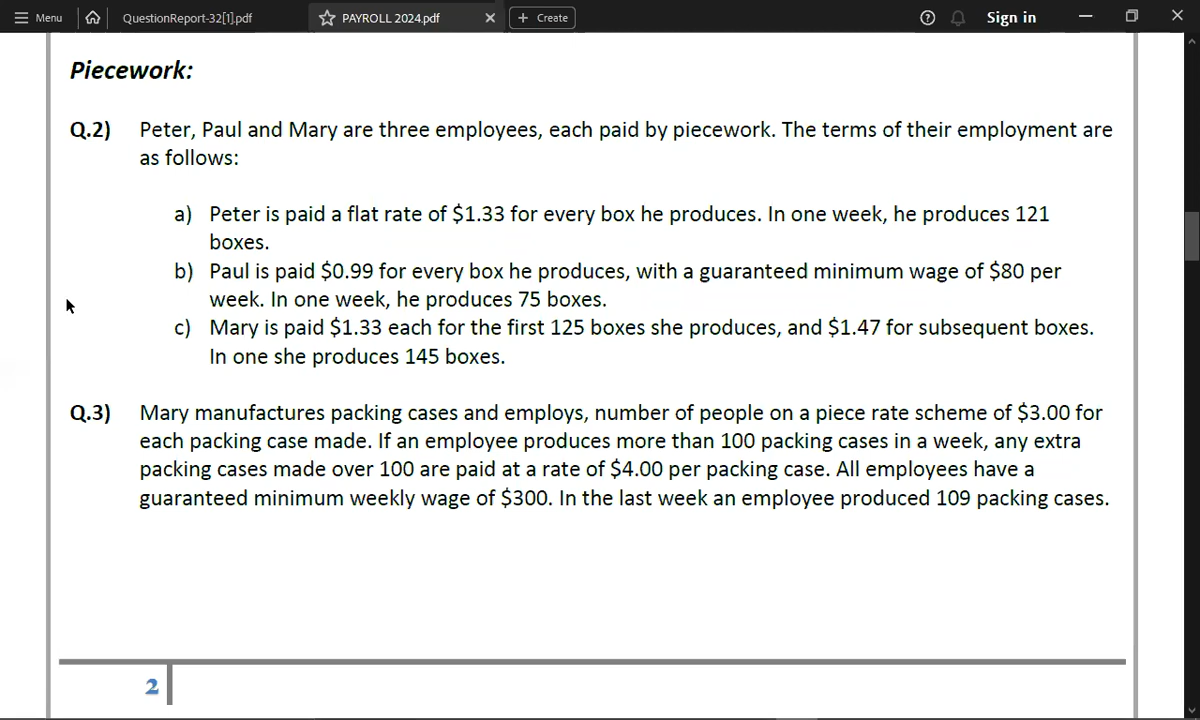 Menu
QuestionReport-32[1].pdf
PAYROLL 2024.pdf
+ Create
Sign in
Piecework:
Q.2) Peter, Paul and Mary are three employees, each paid by piecework. The terms of their employment are
as follows:
a) Peter is paid a flat rate of $1.33 for every box he produces. In one week, he produces 121
boxes.
b) Paul is paid $0.99 for every box he produces, with a guaranteed minimum wage of $80 per
week. In one week, he produces 75 boxes.
c) Mary is paid $1.33 each for the first 125 boxes she produces, and $1.47 for subsequent boxes.
In one she produces 145 boxes.
Q.3) Mary manufactures packing cases and employs, number of people on a piece rate scheme of $3.00 for
each packing case made. If an employee produces more than 100 packing cases in a week, any extra
packing cases made over 100 are paid at a rate of $4.00 per packing case. All employees have a
guaranteed minimum weekly wage of $300. In the last week an employee produced 109 packing cases.
2